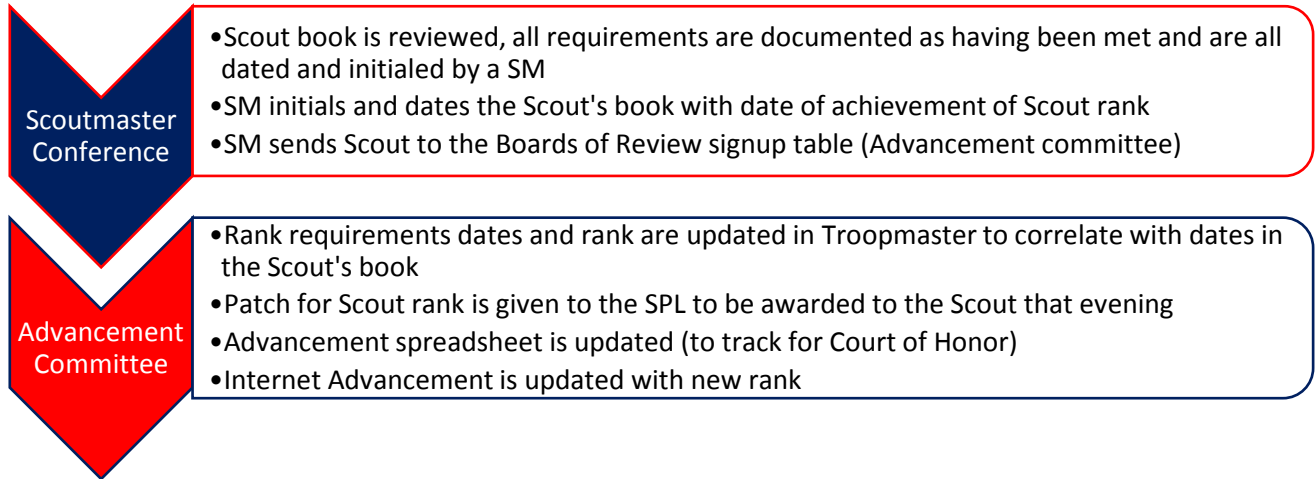 Scoutmaster
Conference
•Scout book is reviewed, all requirements are documented as having been met and are all
dated and initialed by a SM
•SM initials and dates the Scout's book with date of achievement of Scout rank
•SM sends Scout to the Boards of Review signup table (Advancement committee)
Advancement
Committee
•Rank requirements dates and rank are updated in Troopmaster to correlate with dates in
the Scout's book
•Patch for Scout rank is given to the SPL to be awarded to the Scout that evening
•Advancement spreadsheet is updated (to track for Court of Honor)
•Internet Advancement is updated with new rank